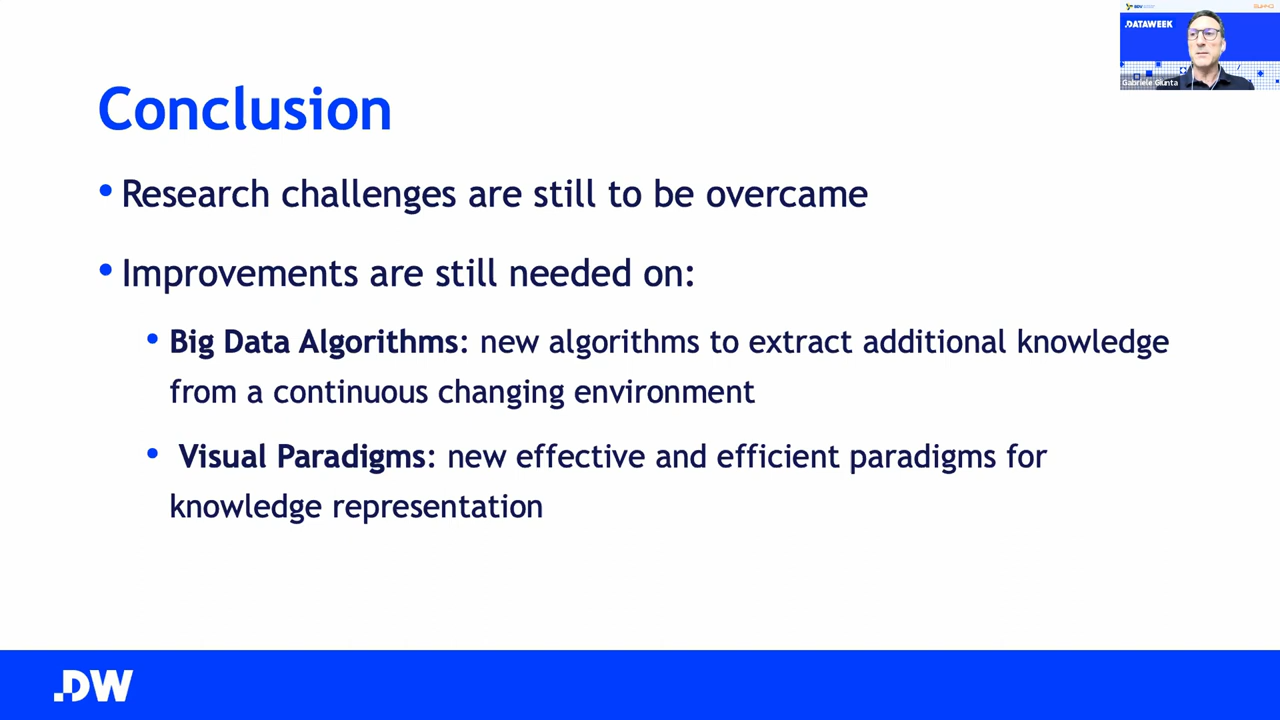 Conclusion
• Research challenges are still to be overcame
• Improvements are still needed on:
• Big Data Algorithms: new algorithms to extract additional knowledge
from a continuous changing environment
• Visual Paradigms: new effective and efficient paradigms for
knowledge representation
.DATAWEEK
Gabriele Giunta
.DW